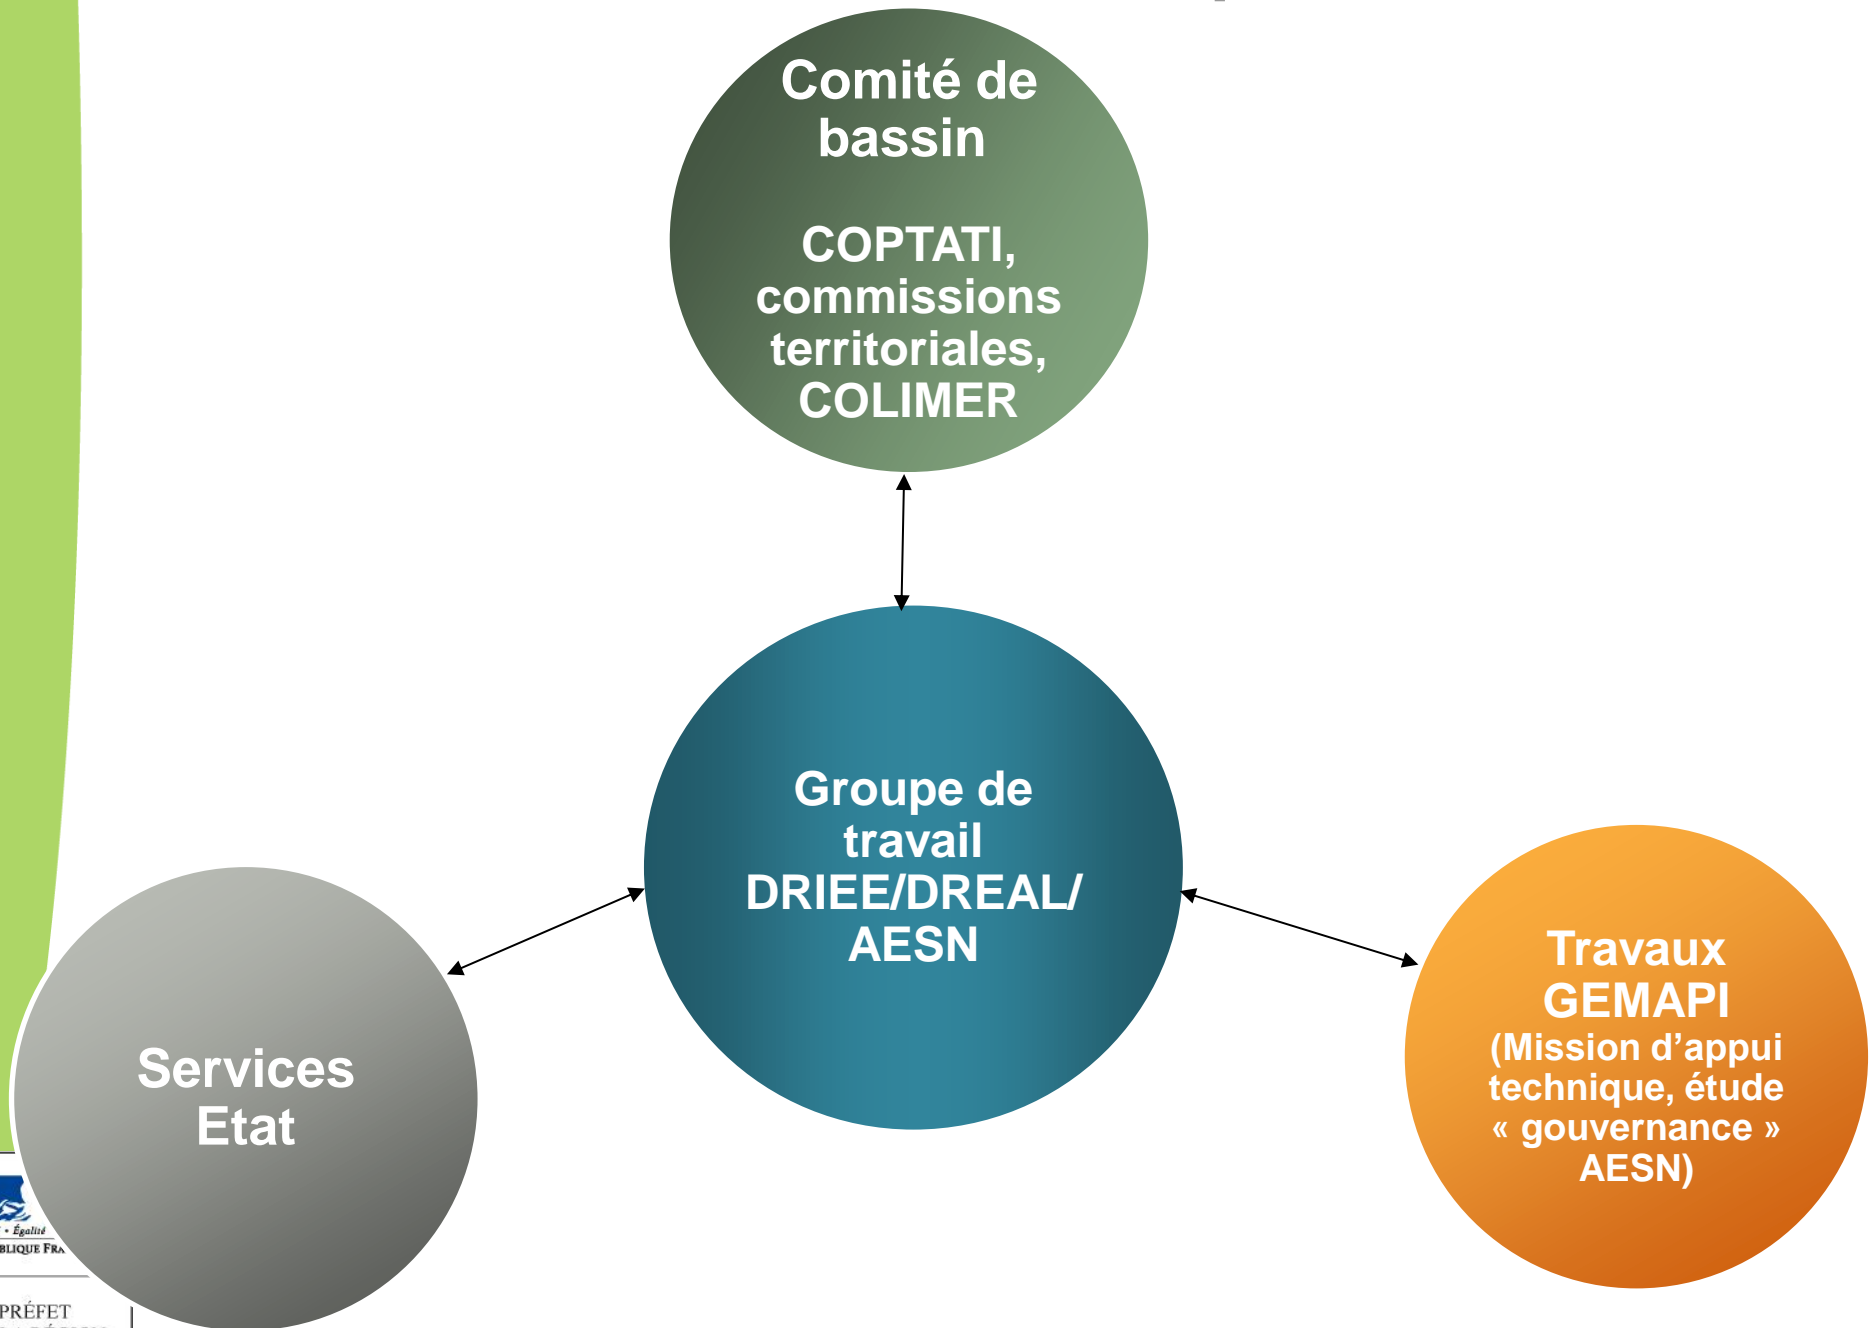 Comité de
bassin
COPTATI,
commissions
territoriales,
COLIMER
Groupe de
travail
DRIEE/DREAL/
AESN
Travaux
GEMAPI
(Mission d’appui
technique, étude
« gouvernance »
AESN)
Services
Etat
• Égalité
PRÉFET